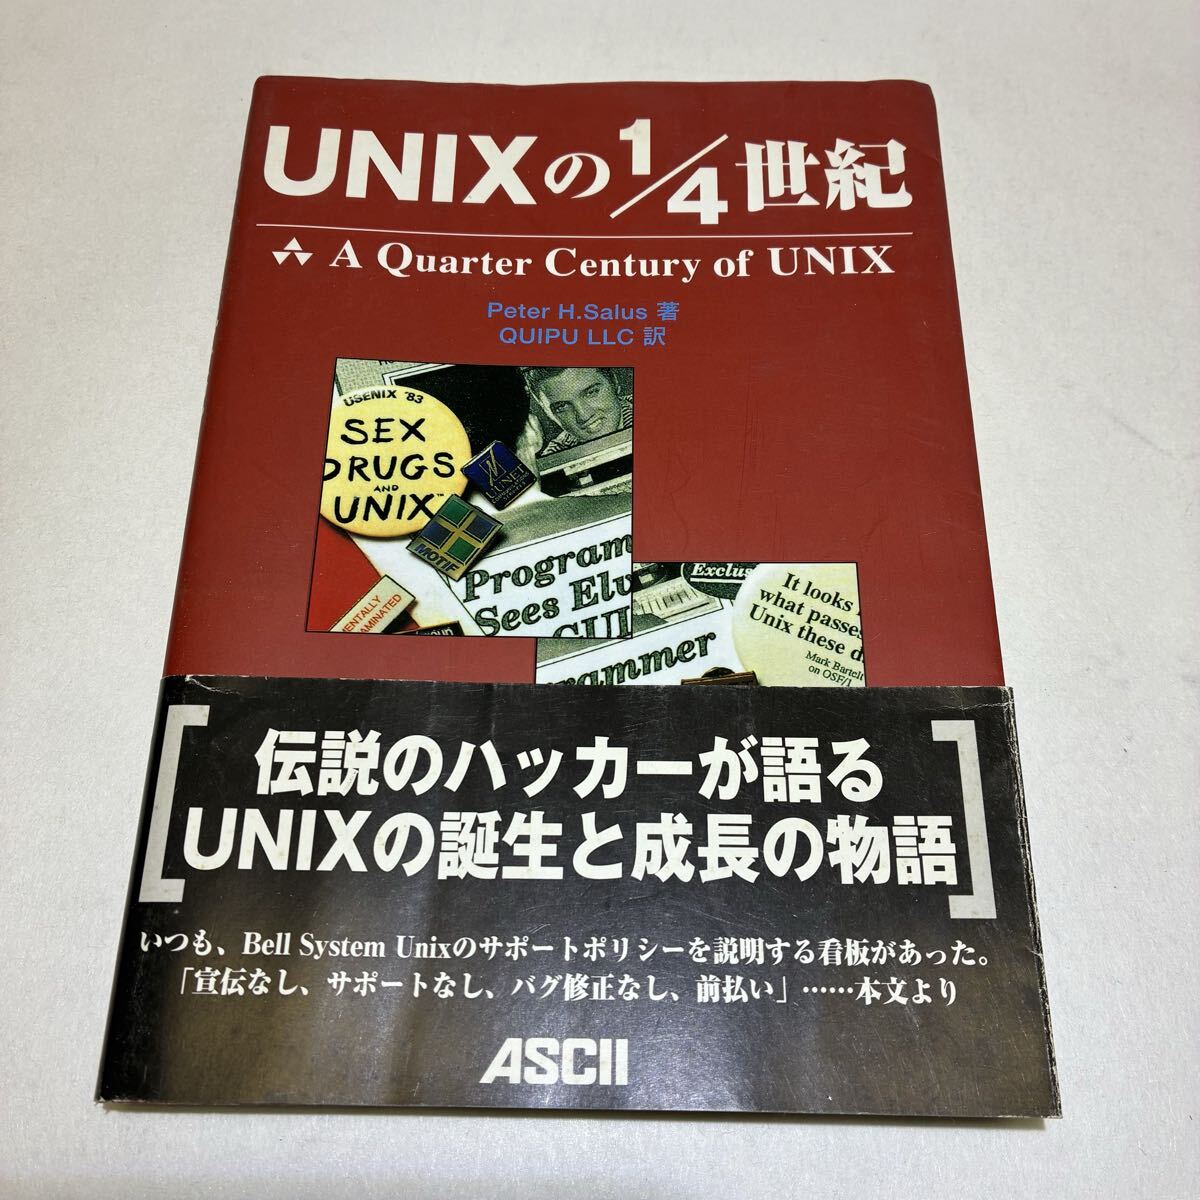 UNIXの1/4世紀
A Quarter Century of UNIX
Peter H.Salus 著
QUIPU LLC 訳
USENIX '83
SEX
DRUGS
AND
UNIX™
UUNET
MOTIF
Program
Sees Elv
GUI
Exclus
rammer
It looks
what passe
Unix these d
Mark Bartelt
on OSF/1
伝説のハッカーが語る
UNIXの誕生と成長の物語
いつも、Bell System Unixのサポートポリシーを説明する看板があった。
「宣伝なし、サポートなし、バグ修正なし、前払い」……本文より
ASCII